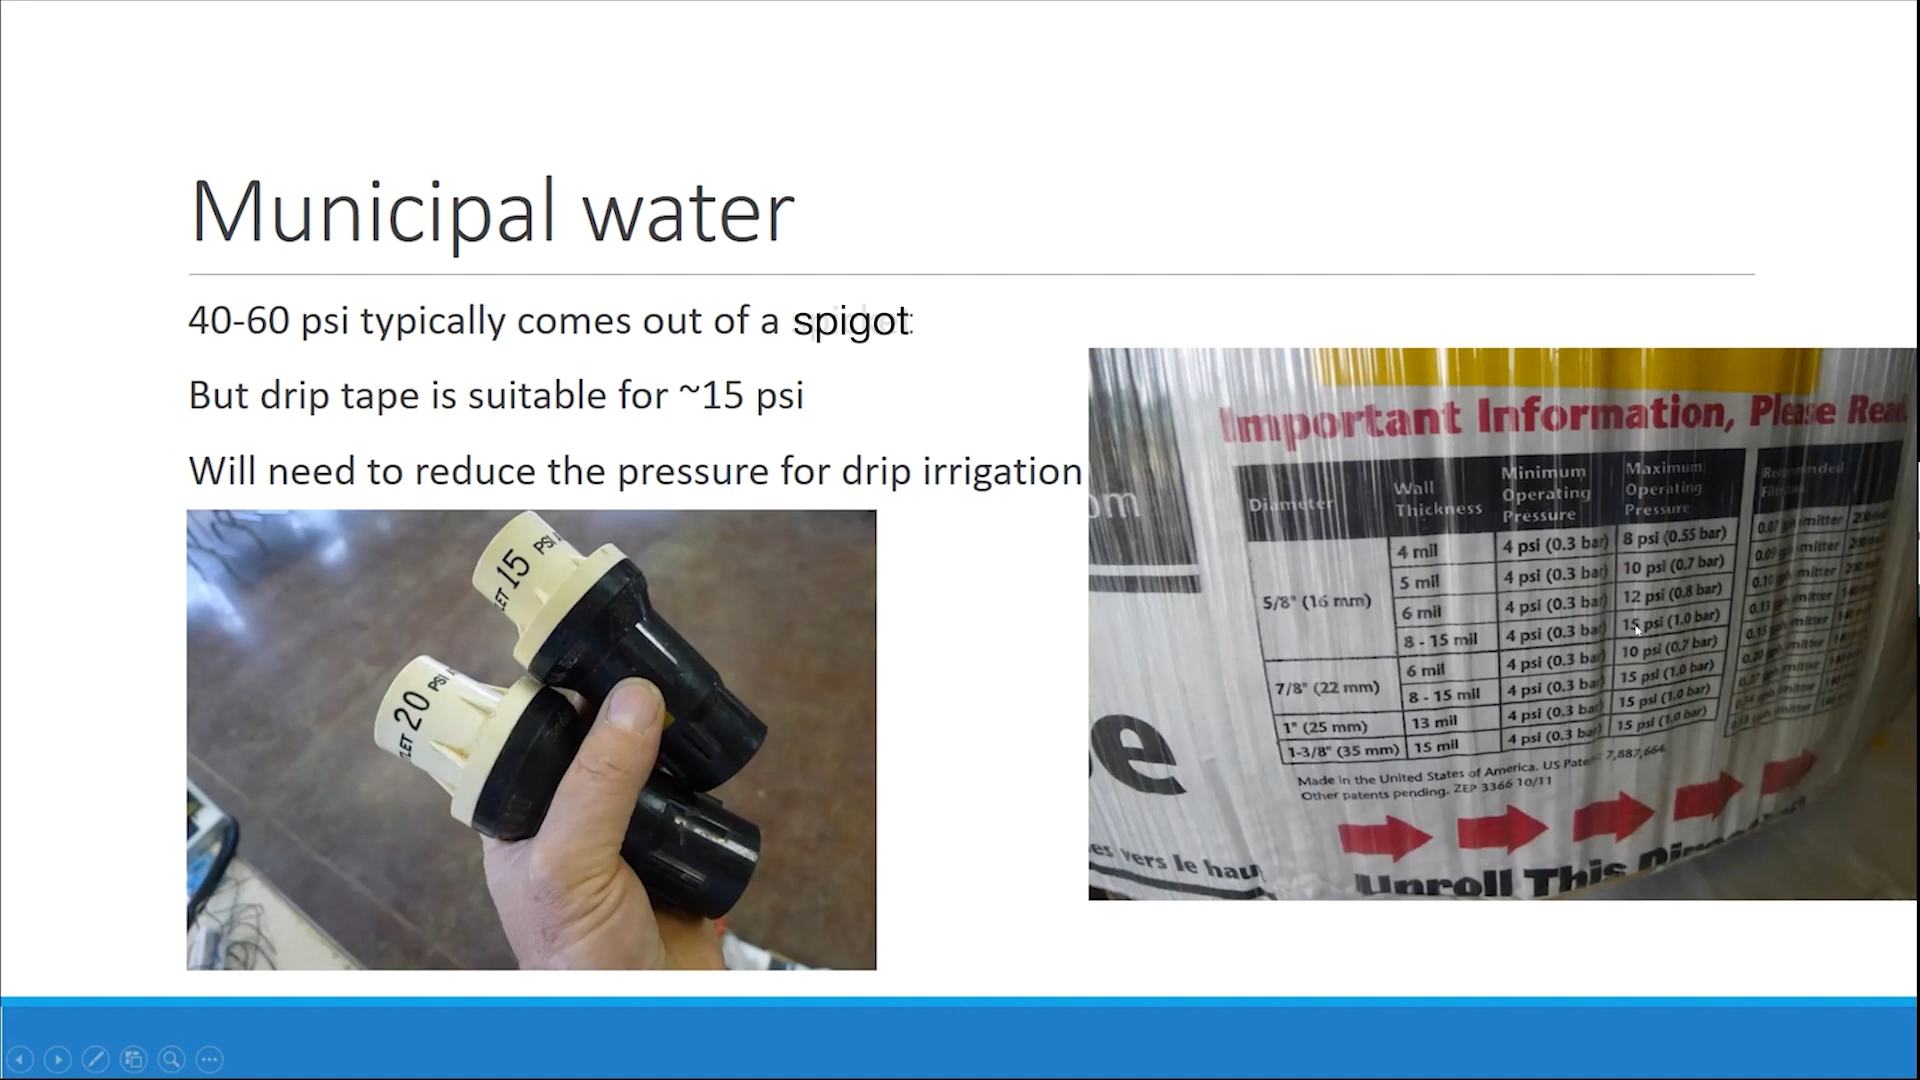 Municipal water
40-60 psi typically comes out of a spigot
But drip tape is suitable for ~15 psi
Will need to reduce the pressure for drip irrigation
LET 15 PSI
LET 20 PSI
Important Information, Please Read
om
Diameter Wall Thickness Minimum Operating Pressure Maximum Operating Pressure
5/8" (16 mm) 4 mil 4 psi (0.3 bar) 8 psi (0.55 bar)
5 mil 4 psi (0.3 bar) 10 psi (0.7 bar)
6 mil 4 psi (0.3 bar) 12 psi (0.8 bar)
8 - 15 mil 4 psi (0.3 bar) 15 psi (1.0 bar)
7/8" (22 mm) 6 mil 4 psi (0.3 bar) 10 psi (0.7 bar)
8 - 15 mil 4 psi (0.3 bar) 15 psi (1.0 bar)
1" (25 mm) 13 mil 4 psi (0.3 bar) 15 psi (1.0 bar)
1-3/8" (35 mm) 15 mil 4 psi (0.3 bar) 15 psi (1.0 bar)
Made in the United States of America. US Patent: 7,887,664.
Other patents pending. ZEP 3366 10/11
e
es vers le haut
Unroll This Direction